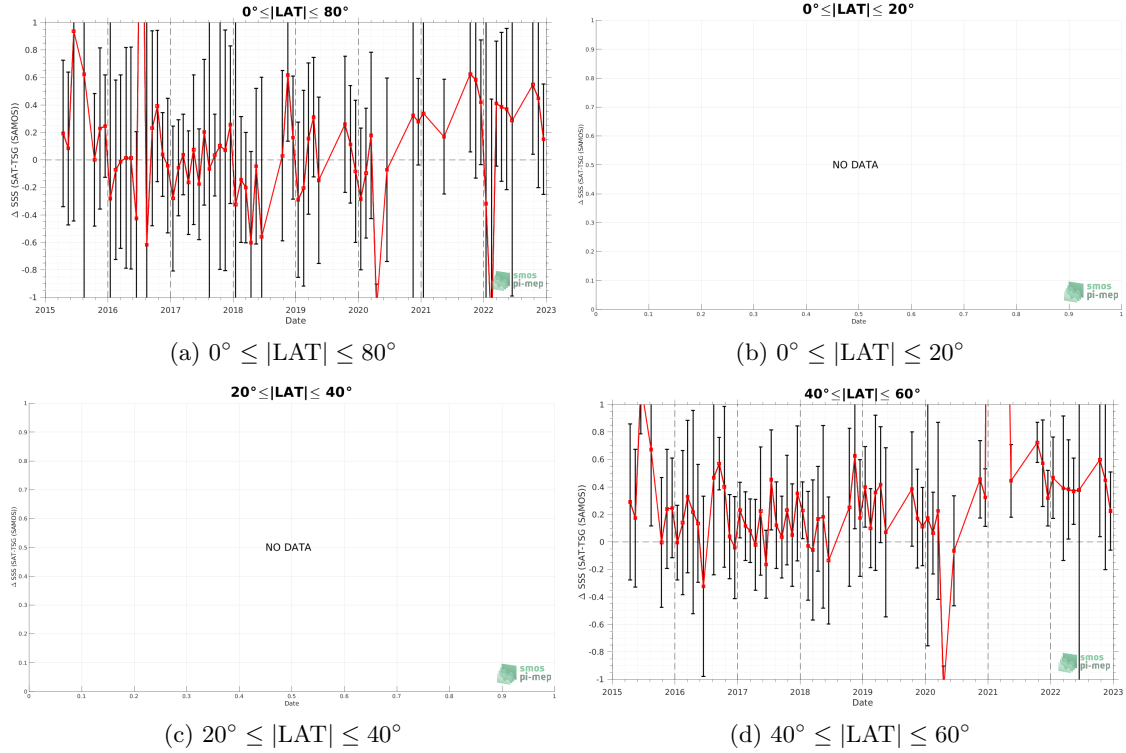 0°≤|LAT|≤ 80°
1
0.8
0.6
0.4
0.2
0
-0.2
-0.4
-0.6
-0.8
-1
Δ SSS (SAT-TSG (SAMOS))
2015 2016 2017 2018 2019 2020 2021 2022 2023
Date
smos
pi-mep
(a) 0° ≤ |LAT| ≤ 80°
0°≤|LAT|≤ 20°
1
0.9
0.8
0.7
0.6
0.5
0.4
0.3
0.2
0.1
0
Δ SSS (SAT-TSG (SAMOS))
NO DATA
0 0.1 0.2 0.3 0.4 0.5 0.6 0.7 0.8 0.9 1
Date
smos
pi-mep
(b) 0° ≤ |LAT| ≤ 20°
20°≤|LAT|≤ 40°
1
0.9
0.8
0.7
0.6
0.5
0.4
0.3
0.2
0.1
0
Δ SSS (SAT-TSG (SAMOS))
NO DATA
0 0.1 0.2 0.3 0.4 0.5 0.6 0.7 0.8 0.9 1
Date
smos
pi-mep
(c) 20° ≤ |LAT| ≤ 40°
40°≤|LAT|≤ 60°
1
0.8
0.6
0.4
0.2
0
-0.2
-0.4
-0.6
-0.8
-1
Δ SSS (SAT-TSG (SAMOS))
2015 2016 2017 2018 2019 2020 2021 2022 2023
Date
smos
pi-mep
(d) 40° ≤ |LAT| ≤ 60°